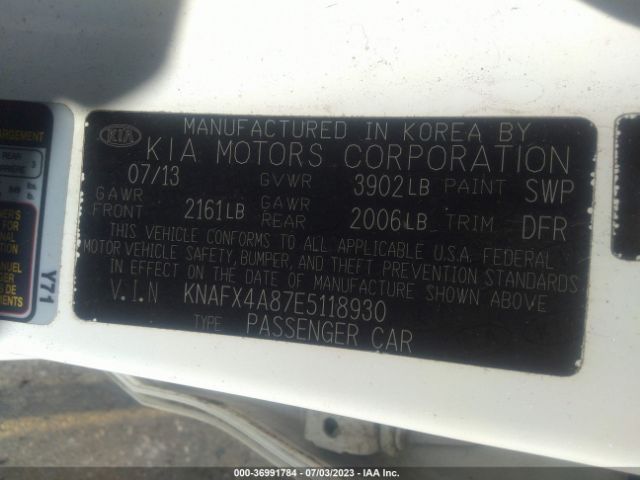 KIA
MANUFACTURED IN KOREA BY
KIA MOTORS CORPORATION
07/13 GVWR 3902LB PAINT SWP
GAWR FRONT 2161LB GAWR REAR 2006LB TRIM DFR
THIS VEHICLE CONFORMS TO ALL APPLICABLE U.S.A. FEDERAL
MOTOR VEHICLE SAFETY, BUMPER, AND THEFT PREVENTION STANDARDS
IN EFFECT ON THE DATE OF MANUFACTURE SHOWN ABOVE
V.I.N KNAFX4A87E5118930
TYPE PASSENGER CAR
Y71
REAR
000-36991784 - 07/03/2023 - IAA Inc.